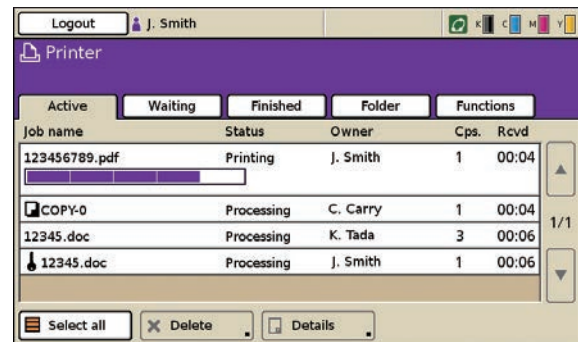 Logout J. Smith K C M Y
Printer
Active Waiting Finished Folder Functions
Job name Status Owner Cps. Rcvd
123456789.pdf Printing J. Smith 1 00:04
COPY-0 Processing C. Carry 1 00:04
1/1
12345.doc Processing K. Tada 3 00:06
12345.doc Processing J. Smith 1 00:06
Select all Delete Details